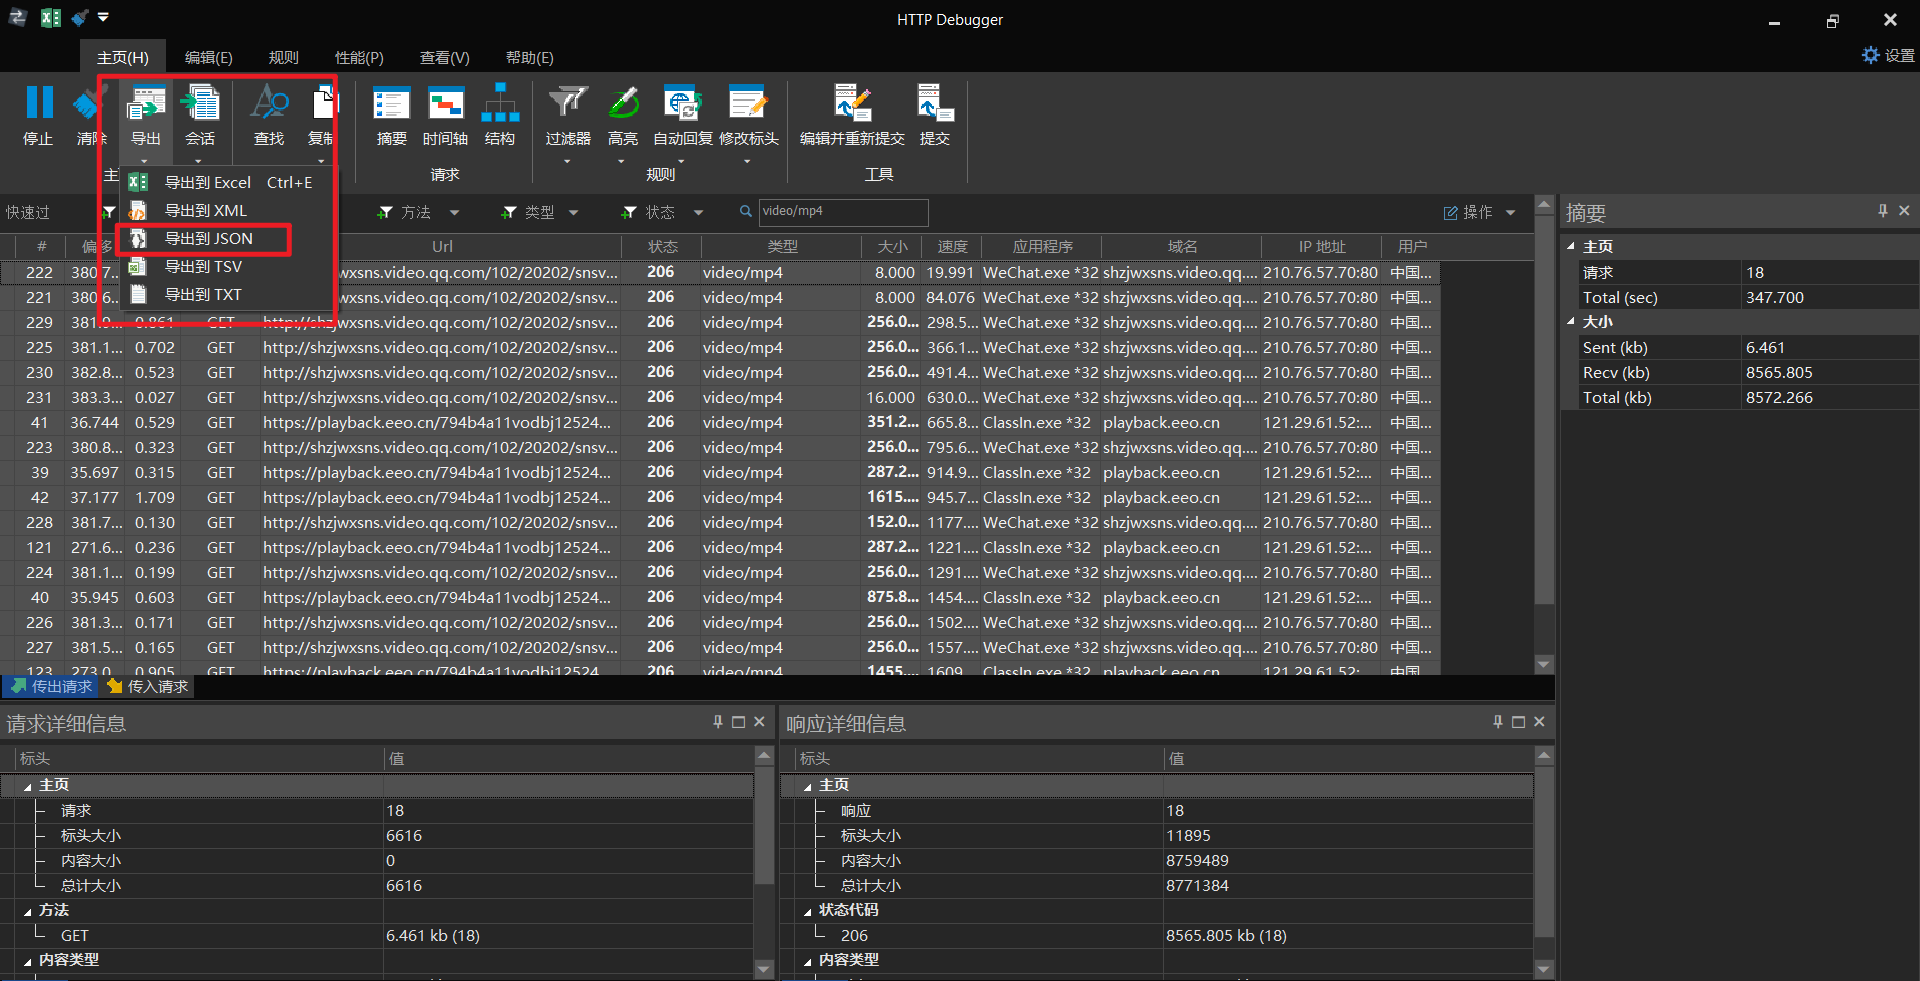 HTTP Debugger
主页(H) 编辑(E) 规则 性能(P) 查看(V) 帮助(E) 设置
停止 清除 导出 会话 查找 复制 摘要 时间轴 结构 过滤器 高亮 自动回复 修改标头 编辑并重新提交 提交
主 请求 规则 工具
导出到 Excel Ctrl+E
导出到 XML
导出到 JSON
导出到 TSV
导出到 TXT
快速过 方法 类型 状态 video/mp4 操作
# 偏移 Url 状态 类型 大小 速度 应用程序 域名 IP 地址 用户
222 380.7... jwxsns.video.qq.com/102/20202/snsv... 206 video/mp4 8.000 19.991 WeChat.exe *32 shzjwxsns.video.qq.... 210.76.57.70:80 中国...
221 380.6... jwxsns.video.qq.com/102/20202/snsv... 206 video/mp4 8.000 84.076 WeChat.exe *32 shzjwxsns.video.qq.... 210.76.57.70:80 中国...
229 381.9... 0.861 GET http://shzjwxsns.video.qq.com/102/20202/snsv... 206 video/mp4 256.0... 298.5... WeChat.exe *32 shzjwxsns.video.qq.... 210.76.57.70:80 中国...
225 381.1... 0.702 GET http://shzjwxsns.video.qq.com/102/20202/snsv... 206 video/mp4 256.0... 366.1... WeChat.exe *32 shzjwxsns.video.qq.... 210.76.57.70:80 中国...
230 382.8... 0.523 GET http://shzjwxsns.video.qq.com/102/20202/snsv... 206 video/mp4 256.0... 491.4... WeChat.exe *32 shzjwxsns.video.qq.... 210.76.57.70:80 中国...
231 383.3... 0.027 GET http://shzjwxsns.video.qq.com/102/20202/snsv... 206 video/mp4 16.000 630.0... WeChat.exe *32 shzjwxsns.video.qq.... 210.76.57.70:80 中国...
41 36.744 0.529 GET https://playback.eeo.cn/794b4a11vodbj12524... 206 video/mp4 351.2... 665.8... ClassIn.exe *32 playback.eeo.cn 121.29.61.52:... 中国...
223 380.8... 0.323 GET http://shzjwxsns.video.qq.com/102/20202/snsv... 206 video/mp4 256.0... 795.6... WeChat.exe *32 shzjwxsns.video.qq.... 210.76.57.70:80 中国...
39 35.697 0.315 GET https://playback.eeo.cn/794b4a11vodbj12524... 206 video/mp4 287.2... 914.9... ClassIn.exe *32 playback.eeo.cn 121.29.61.52:... 中国...
42 37.177 1.709 GET https://playback.eeo.cn/794b4a11vodbj12524... 206 video/mp4 1615.... 945.7... ClassIn.exe *32 playback.eeo.cn 121.29.61.52:... 中国...
228 381.7... 0.130 GET http://shzjwxsns.video.qq.com/102/20202/snsv... 206 video/mp4 152.0... 1177.... WeChat.exe *32 shzjwxsns.video.qq.... 210.76.57.70:80 中国...
121 271.6... 0.236 GET https://playback.eeo.cn/794b4a11vodbj12524... 206 video/mp4 287.2... 1221.... ClassIn.exe *32 playback.eeo.cn 121.29.61.52:... 中国...
224 381.1... 0.199 GET http://shzjwxsns.video.qq.com/102/20202/snsv... 206 video/mp4 256.0... 1291.... WeChat.exe *32 shzjwxsns.video.qq.... 210.76.57.70:80 中国...
40 35.945 0.603 GET https://playback.eeo.cn/794b4a11vodbj12524... 206 video/mp4 875.8... 1454.... ClassIn.exe *32 playback.eeo.cn 121.29.61.52:... 中国...
226 381.3... 0.171 GET http://shzjwxsns.video.qq.com/102/20202/snsv... 206 video/mp4 256.0... 1502.... WeChat.exe *32 shzjwxsns.video.qq.... 210.76.57.70:80 中国...
227 381.5... 0.165 GET http://shzjwxsns.video.qq.com/102/20202/snsv... 206 video/mp4 256.0... 1557.... WeChat.exe *32 shzjwxsns.video.qq.... 210.76.57.70:80 中国...
123 273.0... 0.905 GET https://playback.eeo.cn/794b4a11vodbj12524... 206 video/mp4 1455.... 1609.... ClassIn.exe *32 playback.eeo.cn 121.29.61.52:... 中国...
传出请求 传入请求
摘要
主页
请求 18
Total (sec) 347.700
大小
Sent (kb) 6.461
Recv (kb) 8565.805
Total (kb) 8572.266
请求详细信息
标头 值
主页
请求 18
标头大小 6616
内容大小 0
总计大小 6616
方法
GET 6.461 kb (18)
内容类型
响应详细信息
标头 值
主页
响应 18
标头大小 11895
内容大小 8759489
总计大小 8771384
状态代码
206 8565.805 kb (18)
内容类型